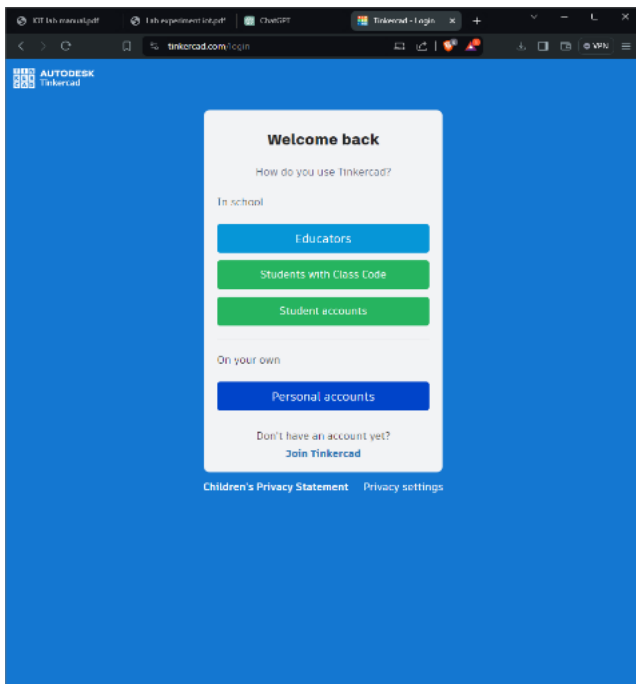 IOT lab manual.pdf
Lab experiment iot.pdf
ChatGPT
Tinkercad - Login
tinkercad.com/login
VPN
AUTODESK
Tinkercad
Welcome back
How do you use Tinkercad?
In school
Educators
Students with Class Code
Student accounts
On your own
Personal accounts
Don't have an account yet?
Join Tinkercad
Children's Privacy Statement Privacy settings